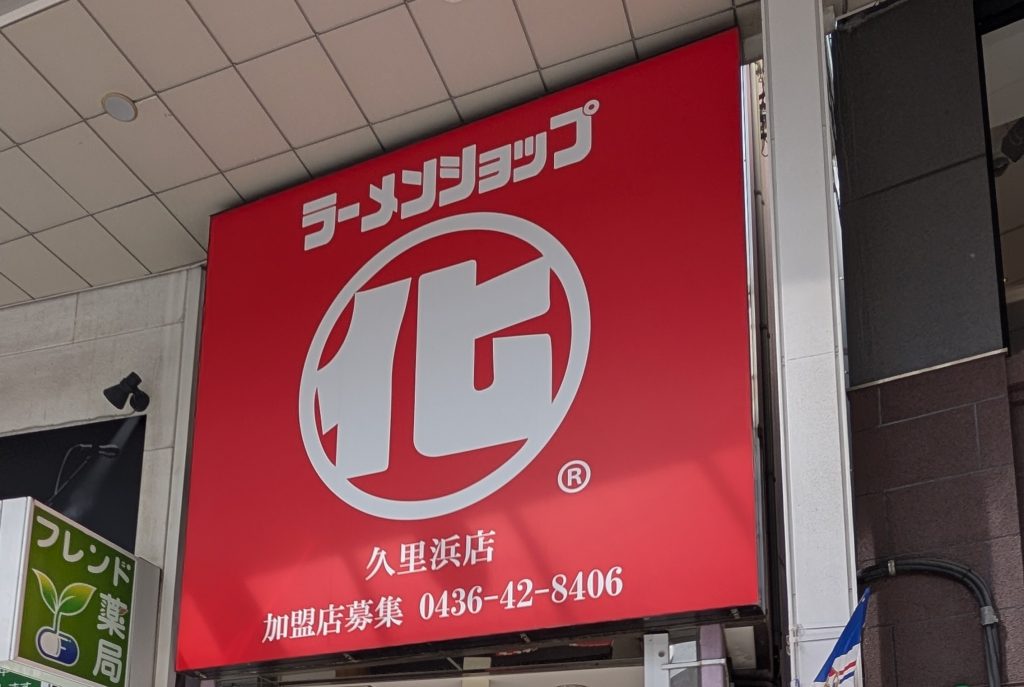 ラーメンショップ
化
®
久里浜店
加盟店募集 0436-42-8406
フレンド
薬局